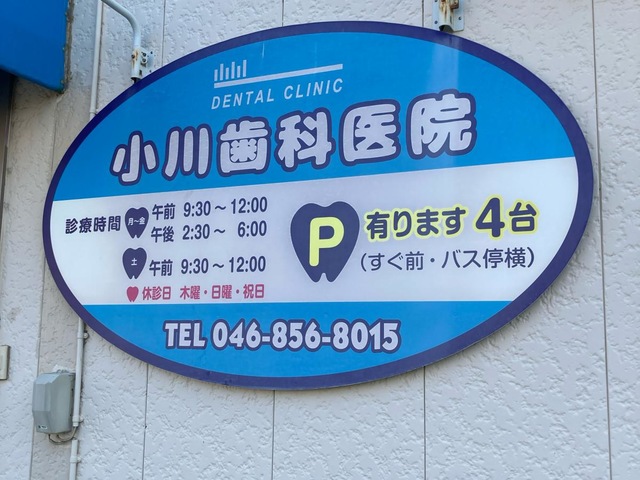 DENTAL CLINIC
小川歯科医院
診療時間 月～金 午前 9:30～12:00
午後 2:30～ 6:00
土 午前 9:30～12:00
休診日 木曜・日曜・祝日
P 有ります 4台
(すぐ前・バス停横)
TEL 046-856-8015